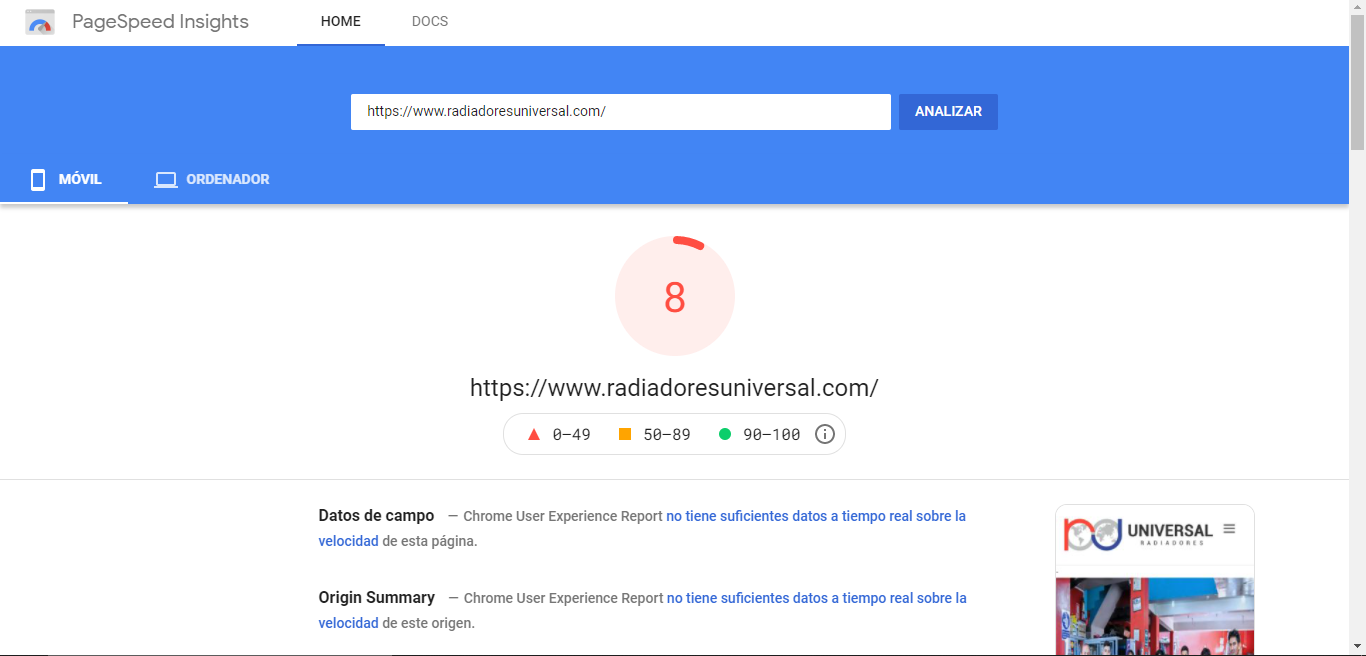 PageSpeed Insights
HOME
DOCS
https://www.radiadoresuniversal.com/
ANALIZAR
MÓVIL
ORDENADOR
8
https://www.radiadoresuniversal.com/
0–49
50–89
90–100
Datos de campo — Chrome User Experience Report no tiene suficientes datos a tiempo real sobre la
velocidad de esta página.
UNIVERSAL
RADIADORES
Origin Summary — Chrome User Experience Report no tiene suficientes datos a tiempo real sobre la
velocidad de este origen.